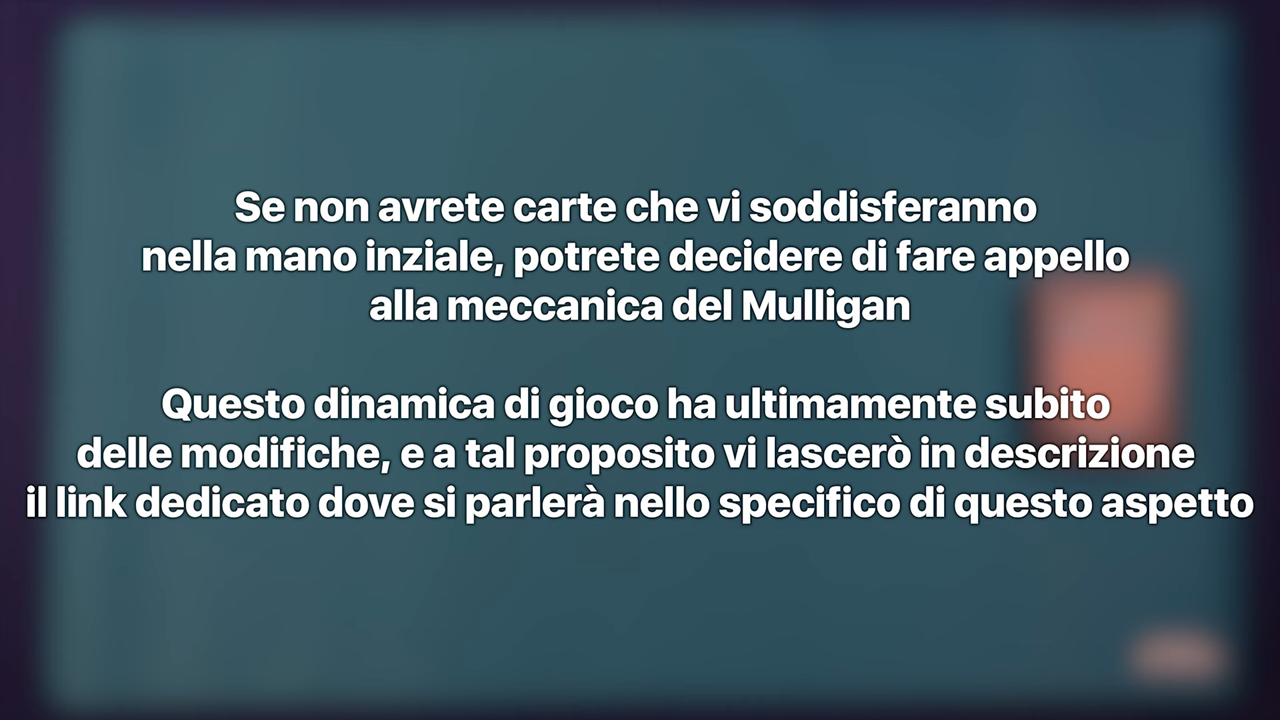 Se non avrete carte che vi soddisferanno
nella mano inziale, potrete decidere di fare appello
alla meccanica del Mulligan
Questo dinamica di gioco ha ultimamente subito
delle modifiche, e a tal proposito vi lascerò in descrizione
il link dedicato dove si parlerà nello specifico di questo aspetto